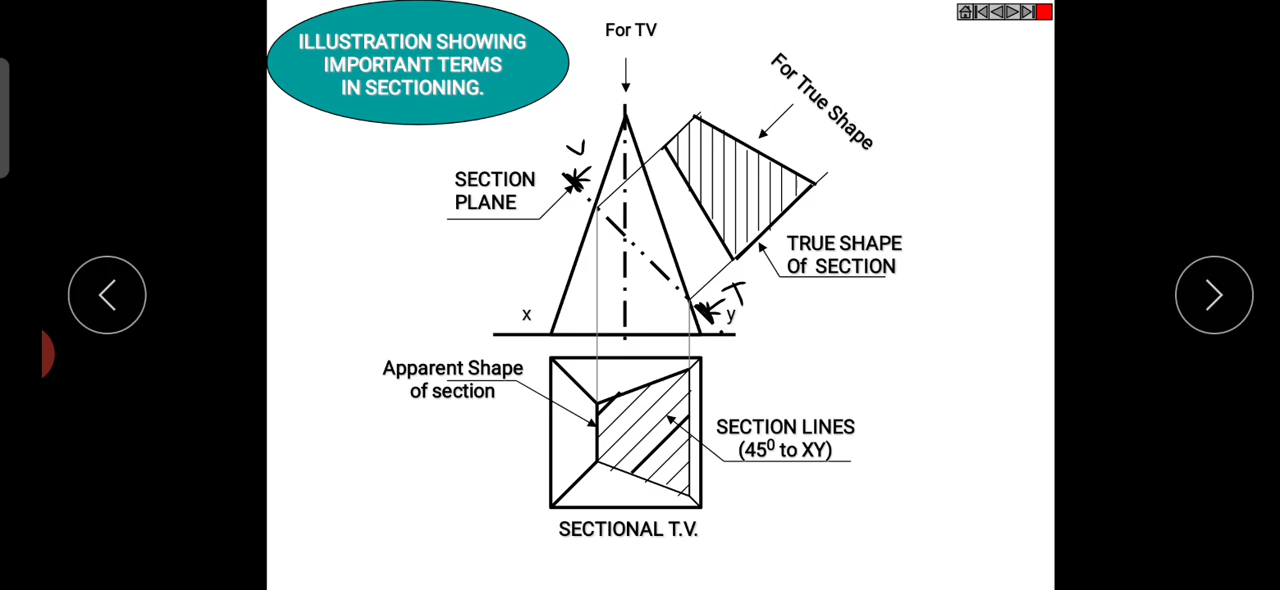 ILLUSTRATION SHOWING
IMPORTANT TERMS
IN SECTIONING.
For TV
For True Shape
SECTION
PLANE
TRUE SHAPE
Of SECTION
x
y
Apparent Shape
of section
SECTION LINES
(45⁰ to XY)
SECTIONAL T.V.